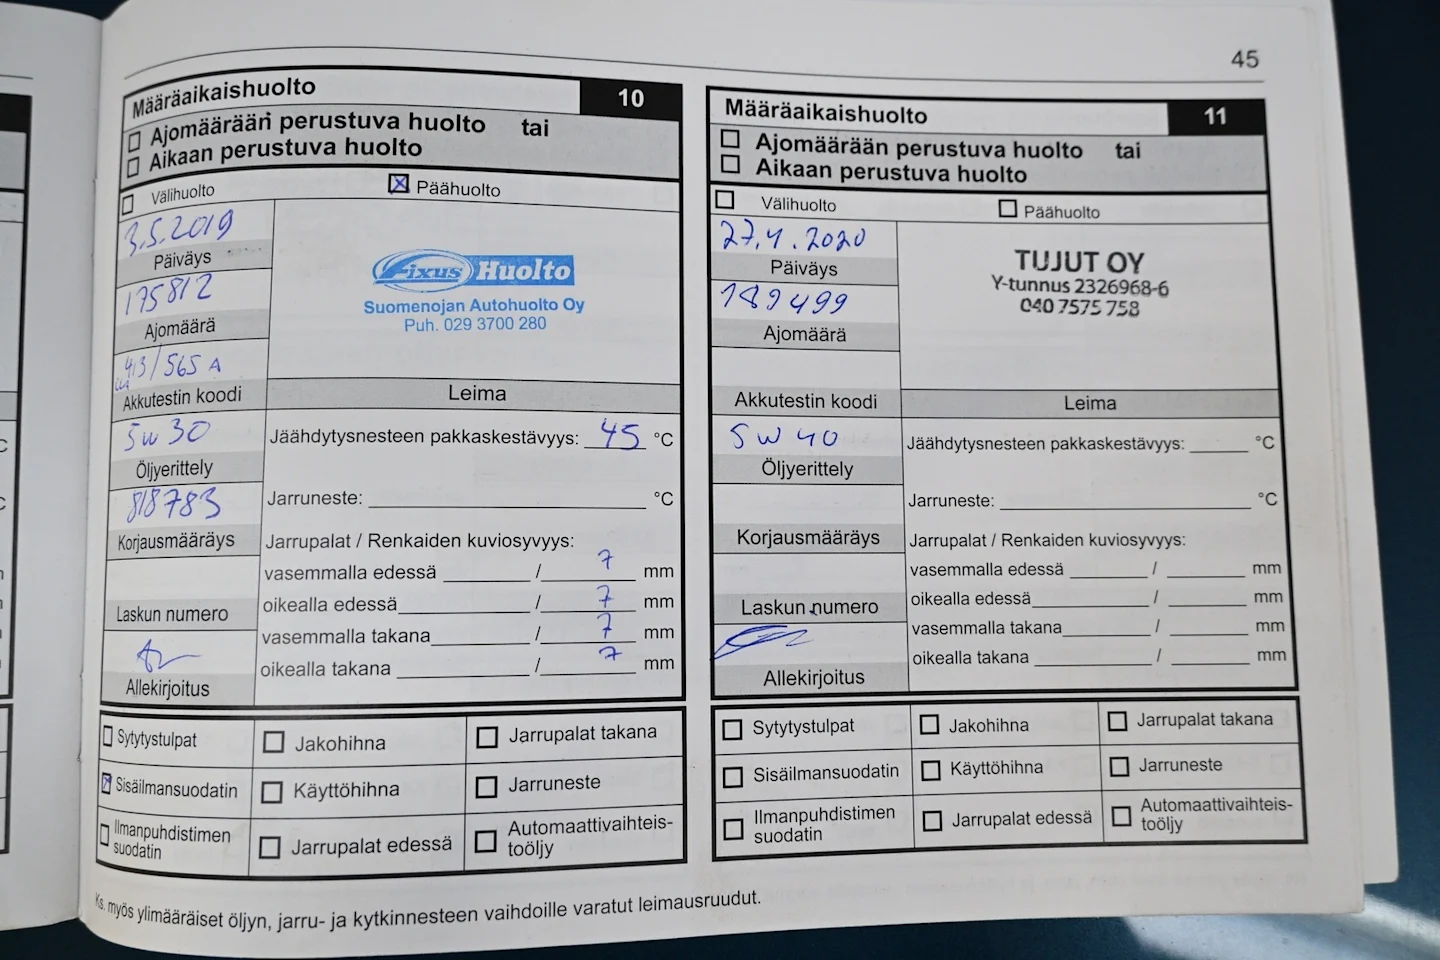 45
Määräaikaishuolto 10
Ajomäärään perustuva huolto tai
Aikaan perustuva huolto
Välihuolto
Päähuolto
3.5.2019
Päiväys
175812
Ajomäärä
413/565 A
Akkutestin koodi
5w30
Öljyerittely
818783
Korjausmääräys
Laskun numero
Allekirjoitus
Fixus Huolto
Suomenojan Autohuolto Oy
Puh. 029 3700 280
Leima
Jäähdytysnesteen pakkaskestävyys: 45 °C
Jarruneste: °C
Jarrupalat / Renkaiden kuviosyvyys:
vasemmalla edessä / 7 mm
oikealla edessä / 7 mm
vasemmalla takana / 7 mm
oikealla takana / 7 mm
Sytytystulpat
Jakohihna
Jarrupalat takana
Sisäilmansuodatin
Käyttöhihna
Jarruneste
Ilmanpuhdistimen
suodatin
Jarrupalat edessä
Automaattivaihteis-
toöljy
Määräaikaishuolto 11
Ajomäärään perustuva huolto tai
Aikaan perustuva huolto
Välihuolto
Päähuolto
27.4.2020
Päiväys
189499
Ajomäärä
Akkutestin koodi
5w40
Öljyerittely
Korjausmääräys
Laskun numero
Allekirjoitus
TUJUT OY
Y-tunnus 2326968-6
040 7575 758
Leima
Jäähdytysnesteen pakkaskestävyys: °C
Jarruneste: °C
Jarrupalat / Renkaiden kuviosyvyys:
vasemmalla edessä / mm
oikealla edessä / mm
vasemmalla takana / mm
oikealla takana / mm
Sytytystulpat
Jakohihna
Jarrupalat takana
Sisäilmansuodatin
Käyttöhihna
Jarruneste
Ilmanpuhdistimen
suodatin
Jarrupalat edessä
Automaattivaihteis-
toöljy
Ks. myös ylimääräiset öljyn, jarru- ja kytkinnesteen vaihdoille varatut leimausruudut.